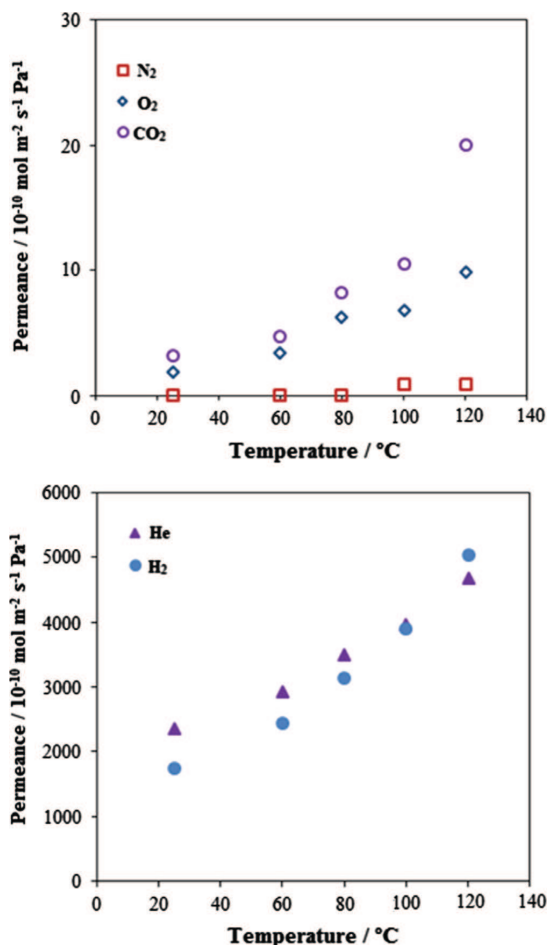 30
20
10
0
N₂
O₂
CO₂
Permeance / 10⁻¹⁰ mol m⁻² s⁻¹ Pa⁻¹
0 20 40 60 80 100 120 140
Temperature / °C
6000
5000
4000
3000
2000
1000
0
He
H₂
Permeance / 10⁻¹⁰ mol m⁻² s⁻¹ Pa⁻¹
0 20 40 60 80 100 120 140
Temperature / °C